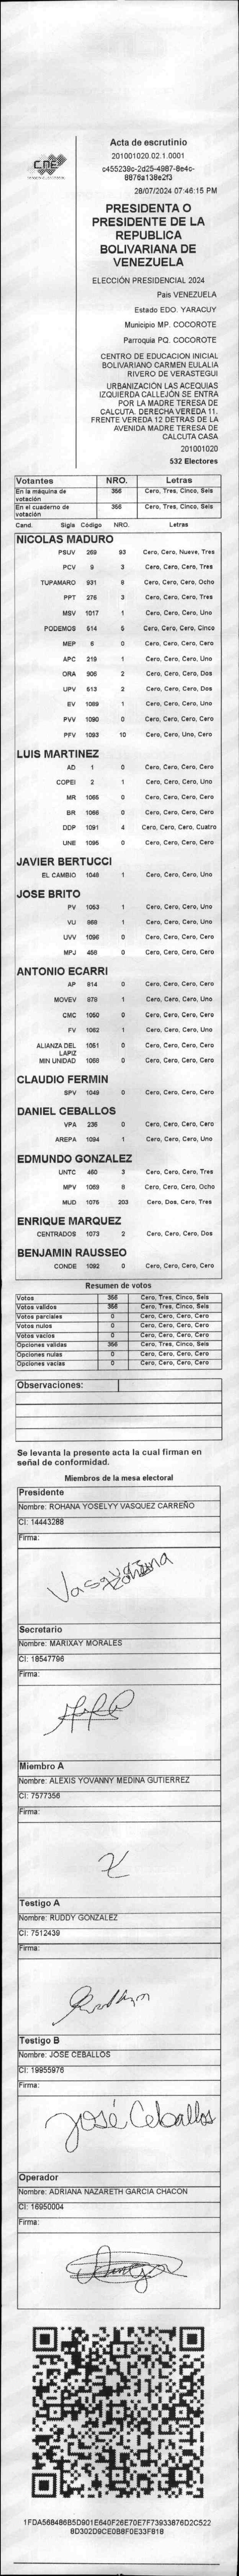 CNE
Acta de escrutinio
201001020.02.1.0001
c455239c-2d25-4987-8e4c-
8876a138e2f3
28/07/2024 07:46:15 PM
PRESIDENTA O
PRESIDENTE DE LA
REPUBLICA
BOLIVARIANA DE
VENEZUELA
ELECCIÓN PRESIDENCIAL 2024
Pais VENEZUELA
Estado EDO. YARACUY
Municipio MP. COCOROTE
Parroquia PQ. COCOROTE
CENTRO DE EDUCACION INICIAL
BOLIVARIANO CARMEN EULALIA
RIVERO DE VERASTEGUI
URBANIZACIÓN LAS ACEQUIAS
IZQUIERDA CALLEJÓN SE ENTRA
POR LA MADRE TERESA DE
CALCUTA. DERECHA VEREDA 11.
FRENTE VEREDA 12 DETRAS DE LA
AVENIDA MADRE TERESA DE
CALCUTA CASA
201001020
532 Electores
Votantes NRO. Letras
En la máquina de votación 356 Cero, Tres, Cinco, Seis
En el cuaderno de votación 356 Cero, Tres, Cinco, Seis
Cand. Sigla Código NRO. Letras
NICOLAS MADURO
PSUV 269 93 Cero, Cero, Nueve, Tres
PCV 9 3 Cero, Cero, Cero, Tres
TUPAMARO 931 8 Cero, Cero, Cero, Ocho
PPT 276 3 Cero, Cero, Cero, Tres
MSV 1017 1 Cero, Cero, Cero, Uno
PODEMOS 514 5 Cero, Cero, Cero, Cinco
MEP 6 0 Cero, Cero, Cero, Cero
APC 219 1 Cero, Cero, Cero, Uno
ORA 906 2 Cero, Cero, Cero, Dos
UPV 513 2 Cero, Cero, Cero, Dos
EV 1089 1 Cero, Cero, Cero, Uno
PVV 1090 0 Cero, Cero, Cero, Cero
PFV 1093 10 Cero, Cero, Uno, Cero
LUIS MARTINEZ
AD 1 0 Cero, Cero, Cero, Cero
COPEI 2 1 Cero, Cero, Cero, Uno
MR 1065 0 Cero, Cero, Cero, Cero
BR 1066 0 Cero, Cero, Cero, Cero
DDP 1091 4 Cero, Cero, Cero, Cuatro
UNE 1095 0 Cero, Cero, Cero, Cero
JAVIER BERTUCCI
EL CAMBIO 1048 1 Cero, Cero, Cero, Uno
JOSE BRITO
PV 1053 1 Cero, Cero, Cero, Uno
VU 868 1 Cero, Cero, Cero, Uno
UVV 1096 0 Cero, Cero, Cero, Cero
MPJ 458 0 Cero, Cero, Cero, Cero
ANTONIO ECARRI
AP 814 0 Cero, Cero, Cero, Cero
MOVEV 879 1 Cero, Cero, Cero, Uno
CMC 1050 0 Cero, Cero, Cero, Cero
FV 1082 1 Cero, Cero, Cero, Uno
ALIANZA DEL LAPIZ 1051 0 Cero, Cero, Cero, Cero
MIN UNIDAD 1068 0 Cero, Cero, Cero, Cero
CLAUDIO FERMIN
SPV 1049 0 Cero, Cero, Cero, Cero
DANIEL CEBALLOS
VPA 235 0 Cero, Cero, Cero, Cero
AREPA 1094 1 Cero, Cero, Cero, Uno
EDMUNDO GONZALEZ
UNTC 460 3 Cero, Cero, Cero, Tres
MPV 1069 8 Cero, Cero, Cero, Ocho
MUD 1075 203 Cero, Dos, Cero, Tres
ENRIQUE MARQUEZ
CENTRADOS 1073 2 Cero, Cero, Cero, Dos
BENJAMIN RAUSSEO
CONDE 1092 0 Cero, Cero, Cero, Cero
Resumen de votos
Votos 356 Cero, Tres, Cinco, Seis
Votos validos 356 Cero, Tres, Cinco, Seis
Votos parciales 0 Cero, Cero, Cero, Cero
Votos nulos 0 Cero, Cero, Cero, Cero
Votos vacios 0 Cero, Cero, Cero, Cero
Opciones validas 356 Cero, Tres, Cinco, Seis
Opciones nulas 0 Cero, Cero, Cero, Cero
Opciones vacias 0 Cero, Cero, Cero, Cero
Observaciones:
Se levanta la presente acta la cual firman en
señal de conformidad.
Miembros de la mesa electoral
Presidente
Nombre: ROHANA YOSELYY VASQUEZ CARREÑO
CI: 14443288
Firma:
Vasquez Rohana
Secretario
Nombre: MARIXAY MORALES
CI: 18547796
Firma:
Miembro A
Nombre: ALEXIS YOVANNY MEDINA GUTIERREZ
CI: 7577356
Firma:
Testigo A
Nombre: RUDDY GONZALEZ
CI: 7512439
Firma:
Testigo B
Nombre: JOSE CEBALLOS
CI: 19955976
Firma:
José Ceballos
Operador
Nombre: ADRIANA NAZARETH GARCIA CHACON
CI: 16950004
Firma:
1FDA568486B5D901E640F26E70E7F73933876D2C522
8D302D9CE0B8F0E33F818